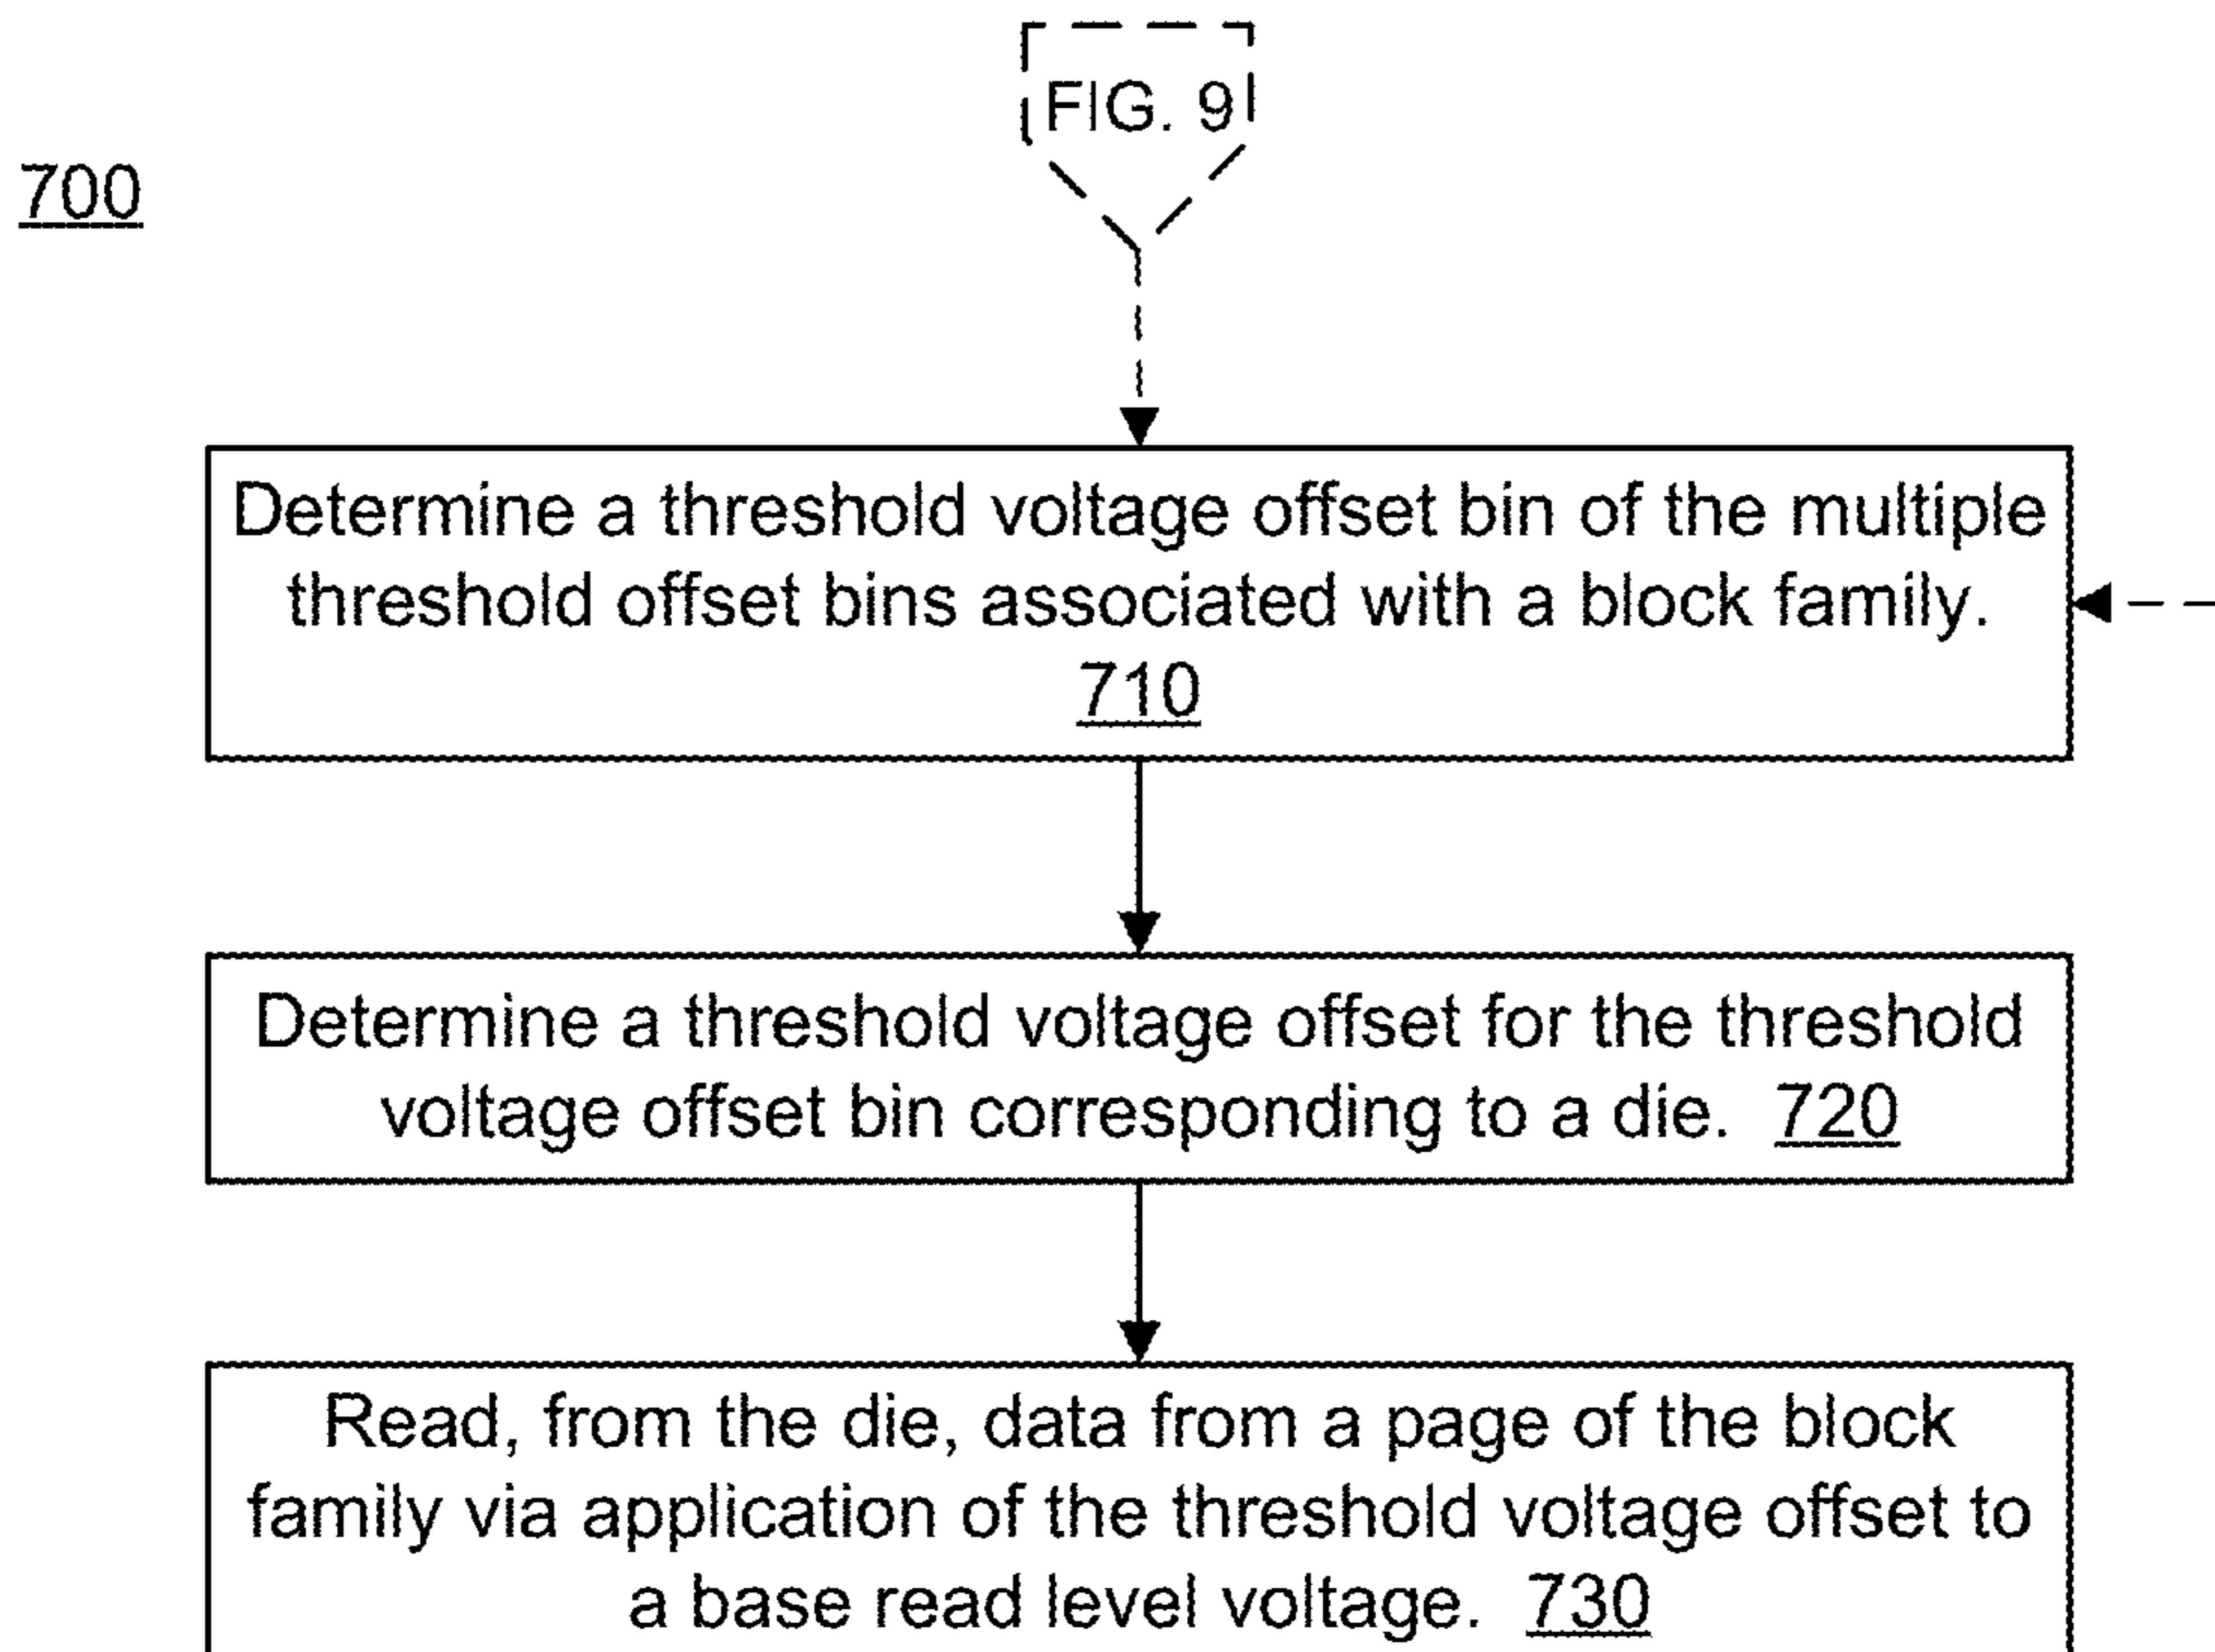 FIG. 9
700
Determine a threshold voltage offset bin of the multiple
threshold offset bins associated with a block family.
710
Determine a threshold voltage offset for the threshold
voltage offset bin corresponding to a die. 720
Read, from the die, data from a page of the block
family via application of the threshold voltage offset to
a base read level voltage. 730